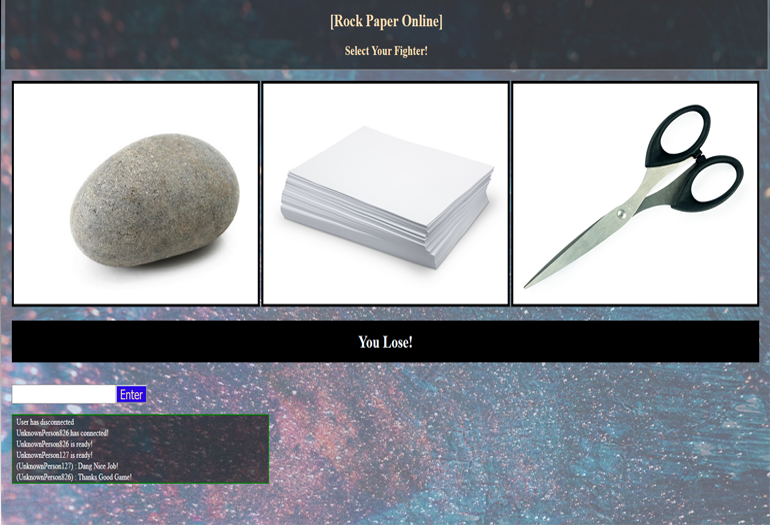 [Rock Paper Online]
Select Your Fighter!
You Lose!
Enter
User has disconnected
UnknownPerson826 has connected!
UnknownPerson826 is ready!
UnknownPerson127 is ready!
(UnknownPerson127) : Dang Nice Job!
(UnknownPerson826) : Thanks Good Game!